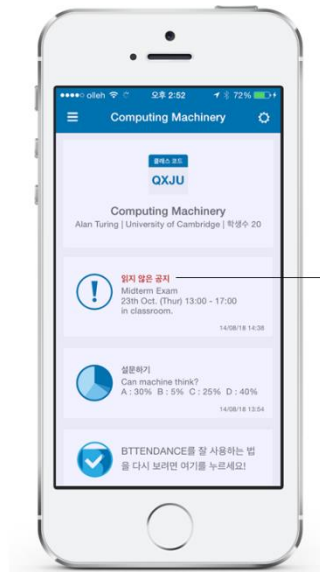 olleh 오후 2:52 72%
Computing Machinery
클래스 코드
QXJU
Computing Machinery
Alan Turing | University of Cambridge | 학생수 20
읽지 않은 공지
Midterm Exam
23th Oct. (Thur) 13:00 - 17:00
in classroom.
14/08/18 14:38
설문하기
Can machine think?
A : 30% B : 5% C : 25% D : 40%
14/08/18 13:54
BTTENDANCE를 잘 사용하는 법
을 다시 보려면 여기를 누르세요!